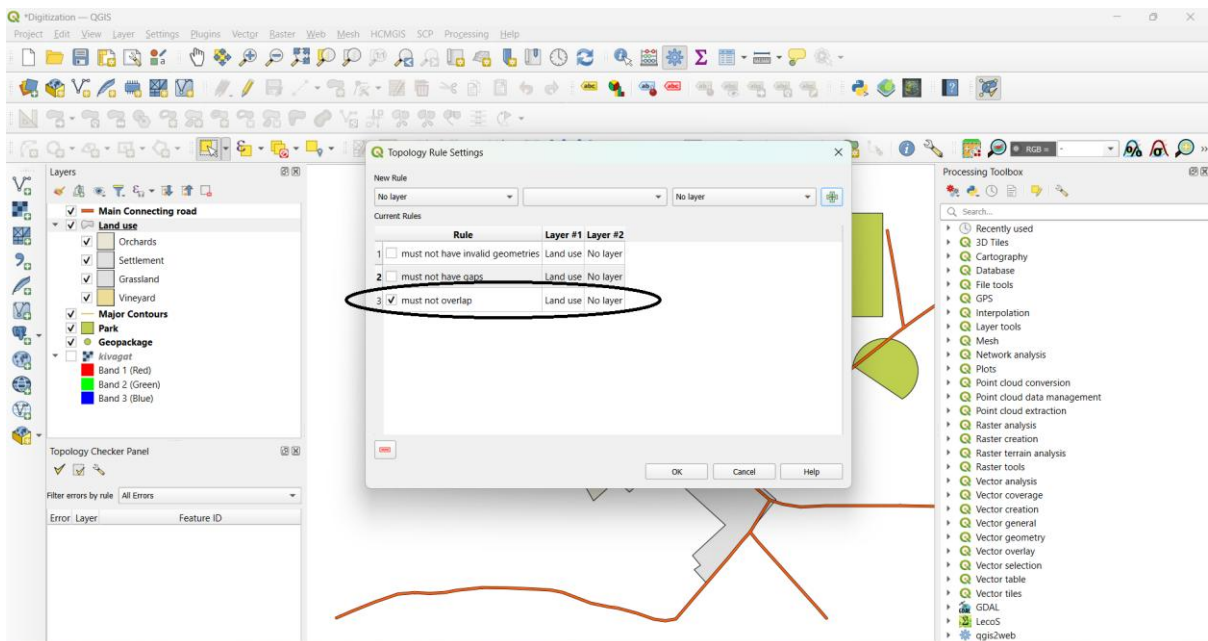 *Digitization — QGIS
Project Edit View Layer Settings Plugins Vector Raster Web Mesh HCMGIS SCP Processing Help
abc
RGB =
Layers
Main Connecting road
Land use
Orchards
Settlement
Grassland
Vineyard
Major Contours
Park
Geopackage
kivagat
Band 1 (Red)
Band 2 (Green)
Band 3 (Blue)
Topology Checker Panel
Filter errors by rule All Errors
Error Layer Feature ID
Topology Rule Settings
New Rule
No layer No layer
Current Rules
Rule Layer #1 Layer #2
1 must not have invalid geometries Land use No layer
2 must not have gaps Land use No layer
3 must not overlap Land use No layer
OK Cancel Help
Processing Toolbox
Search...
Recently used
3D Tiles
Cartography
Database
File tools
GPS
Interpolation
Layer tools
Mesh
Network analysis
Plots
Point cloud conversion
Point cloud data management
Point cloud extraction
Raster analysis
Raster creation
Raster terrain analysis
Raster tools
Vector analysis
Vector coverage
Vector creation
Vector general
Vector geometry
Vector overlay
Vector selection
Vector table
Vector tiles
GDAL
LecoS
qgis2web